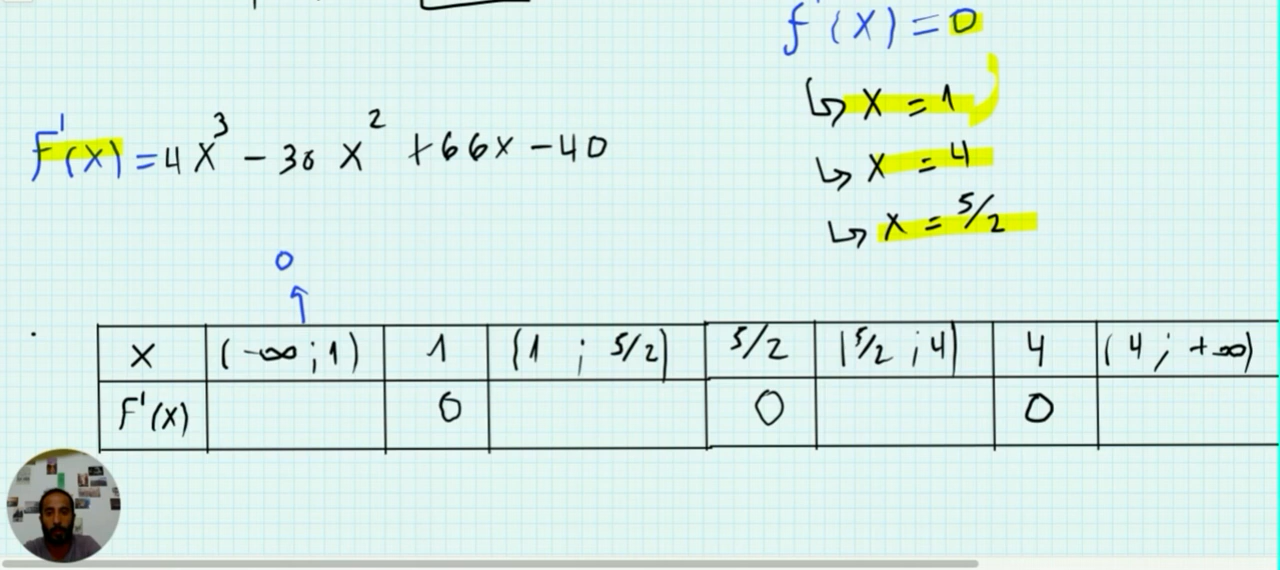 f'(x) = 0
↳ x = 1
F'(x) = 4x³ - 30x² + 66x - 40
↳ x = 4
↳ x = 5/2
0
↑
x (-∞ ; 1) 1 (1 ; 5/2) 5/2 (5/2 ; 4) 4 (4 ; +∞)
F'(x) 0 0 0